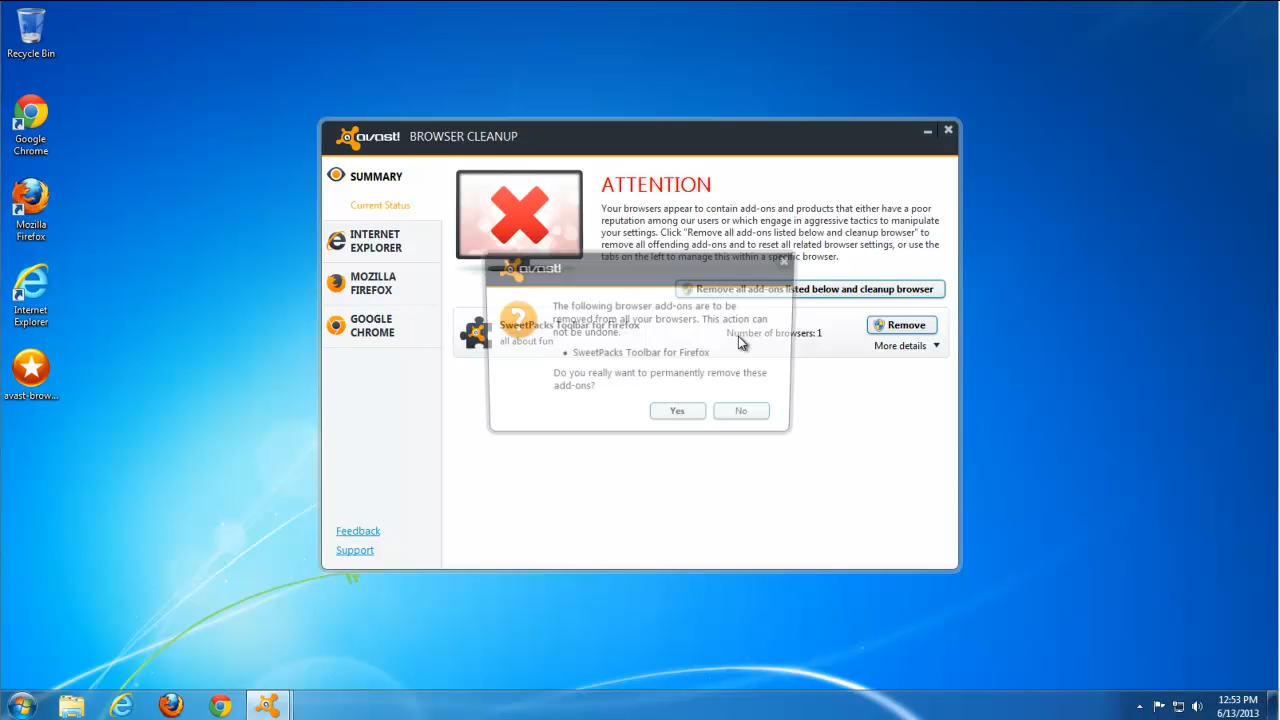 Recycle Bin
Google
Chrome
Mozilla
Firefox
Internet
Explorer
avast-brow...
avast! BROWSER CLEANUP
SUMMARY
Current Status
INTERNET
EXPLORER
MOZILLA
FIREFOX
GOOGLE
CHROME
Feedback
Support
ATTENTION
Your browsers appear to contain add-ons and products that either have a poor
reputation among our users or which engage in aggressive tactics to manipulate
your settings. Click "Remove all add-ons listed below and cleanup browser" to
remove all offending add-ons and to reset all related browser settings, or use the
tabs on the left to manage this within a specific browser.
Remove all add-ons listed below and cleanup browser
SweetPacks Toolbar for Firefox
all about fun
Number of browsers: 1
Remove
More details
avast!
The following browser add-ons are to be
removed from all your browsers. This action can
not be undone.
• SweetPacks Toolbar for Firefox
Do you really want to permanently remove these
add-ons?
Yes
No
12:53 PM
6/13/2013